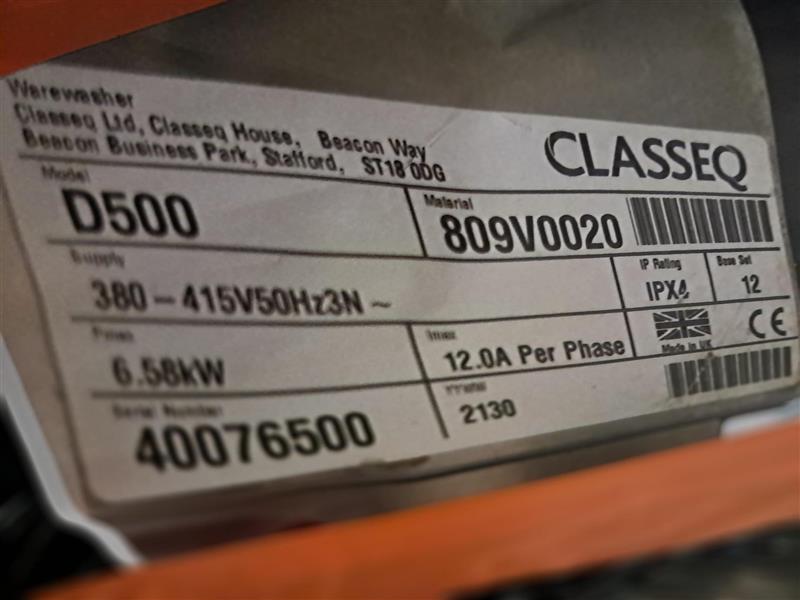 Warewasher
Classeq Ltd, Classeq House, Beacon Way
Beacon Business Park, Stafford, ST18 0DG
CLASSEQ
Model
D500
Material
809V0020
Supply
380-415V50Hz3N~
IP Rating
IPX4
Base Set
12
Pmax
6.58kW
Imax
12.0A Per Phase
Made in UK
CE
Serial Number
40076500
YYWW
2130